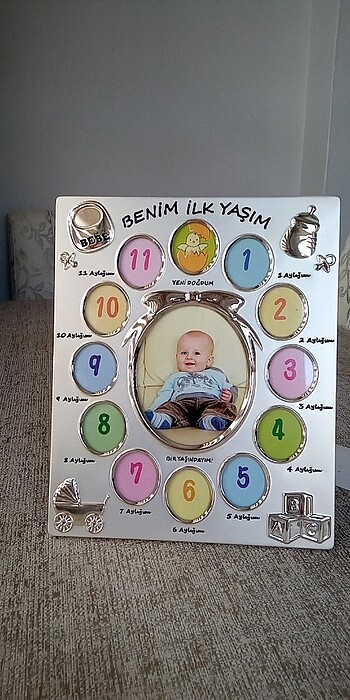 BENİM İLK YAŞIM
BEBE
YENİ DOĞDUM
1
1 Aylığım
2
2 Aylığım
3
3 Aylığım
4
4 Aylığım
5
5 Aylığım
6
6 Aylığım
7
7 Aylığım
8
8 Aylığım
9
9 Aylığım
10
10 Aylığım
11
11 Aylığım
BİR YAŞINDAYIM!
B
A C